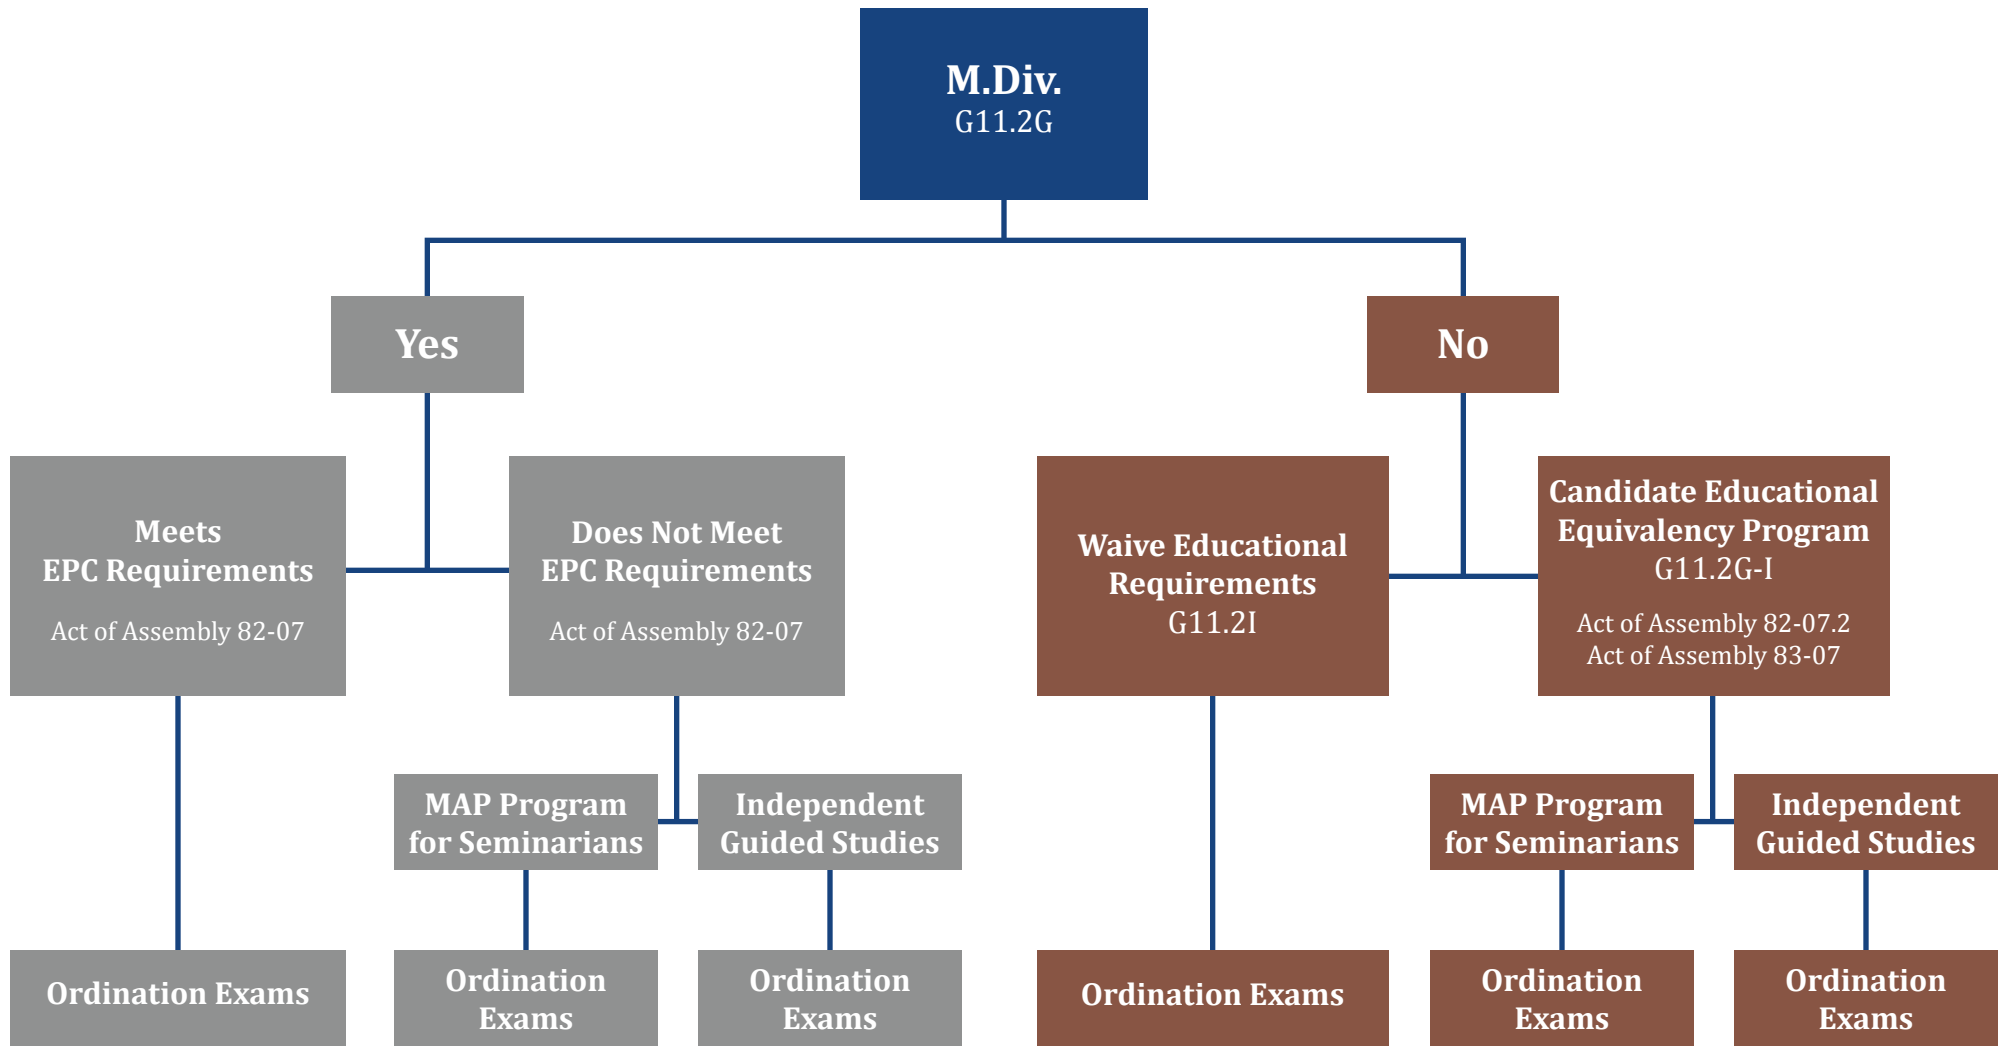 M.Div.
G11.2G
Yes
No
Meets
EPC Requirements
Act of Assembly 82-07
Does Not Meet
EPC Requirements
Act of Assembly 82-07
Waive Educational
Requirements
G11.2I
Candidate Educational
Equivalency Program
G11.2G-I
Act of Assembly 82-07.2
Act of Assembly 83-07
MAP Program
for Seminarians
Independent
Guided Studies
MAP Program
for Seminarians
Independent
Guided Studies
Ordination Exams
Ordination
Exams
Ordination
Exams
Ordination Exams
Ordination
Exams
Ordination
Exams